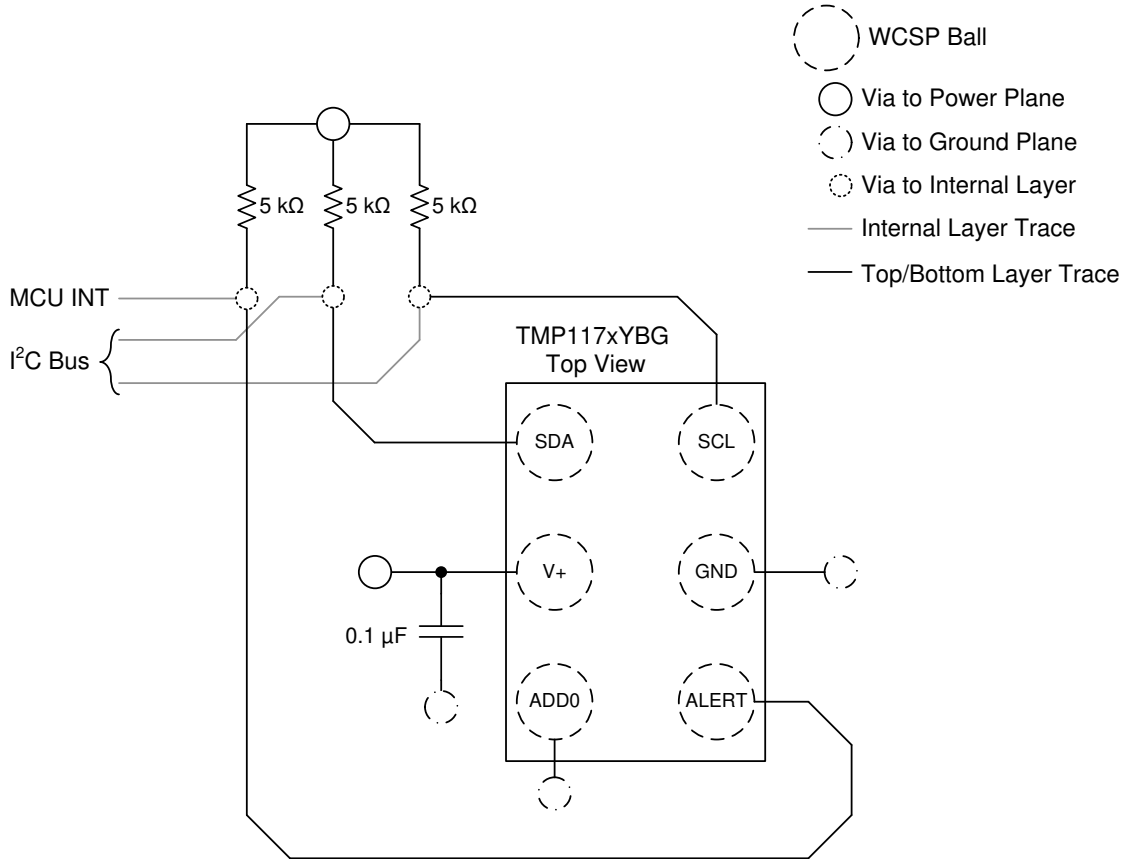 WCSP Ball
Via to Power Plane
Via to Ground Plane
Via to Internal Layer
Internal Layer Trace
Top/Bottom Layer Trace
5 kΩ 5 kΩ 5 kΩ
MCU INT
I²C Bus
TMP117xYBG
Top View
SDA SCL
V+ GND
0.1 µF
ADD0 ALERT